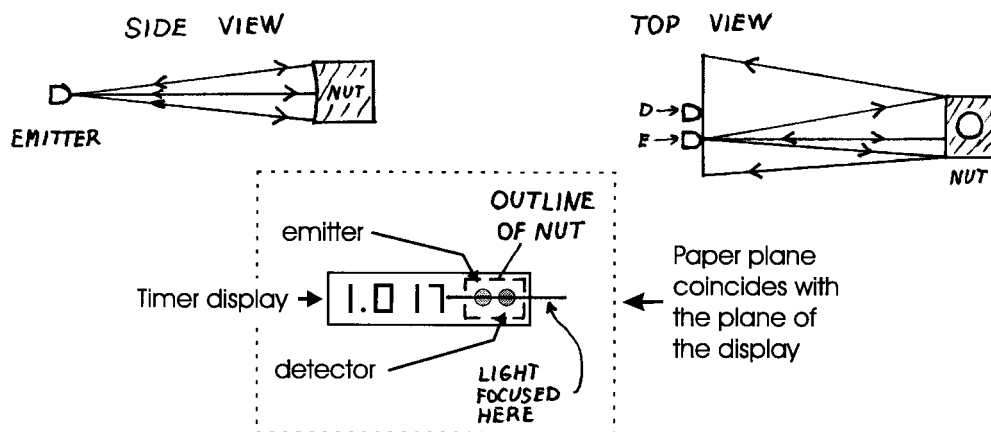 SIDE VIEW
NUT
EMITTER
TOP VIEW
D
E
NUT
OUTLINE
OF NUT
emitter
Timer display
1.017
detector
LIGHT
FOCUSED
HERE
Paper plane
coincides with
the plane of
the display